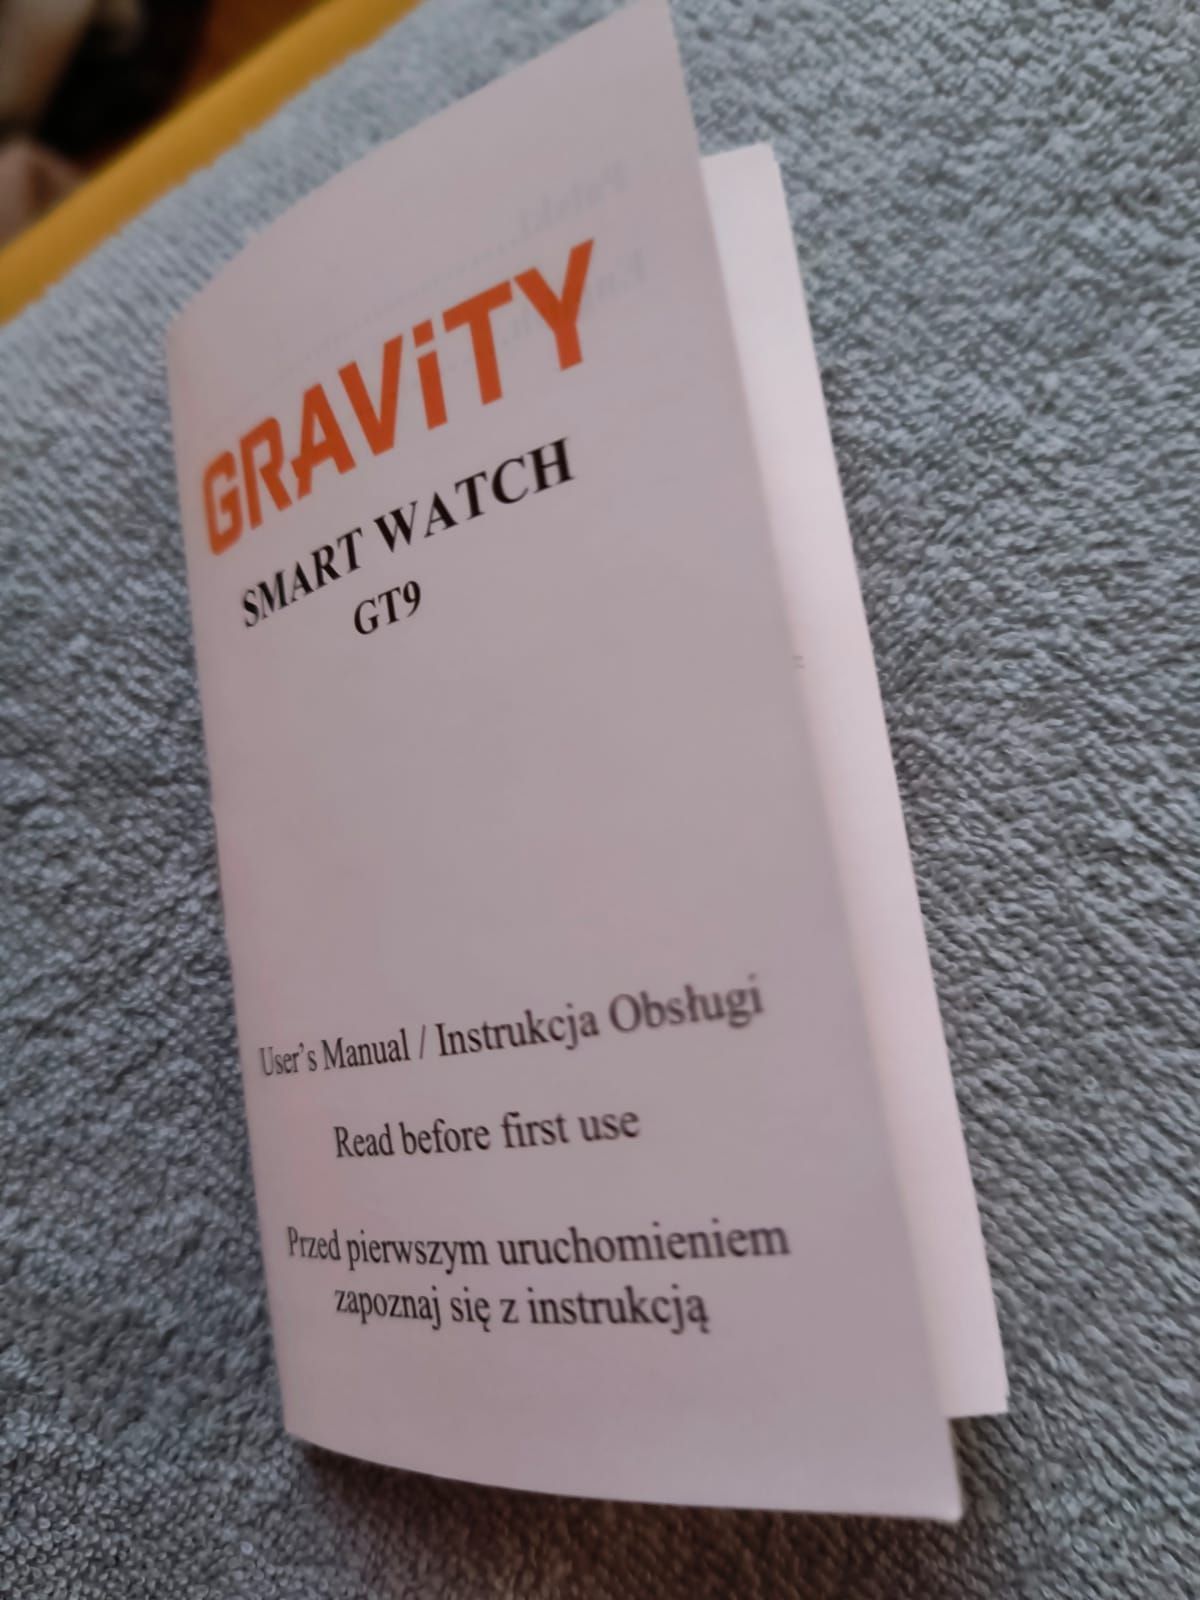 GRAViTY
SMART WATCH
GT9
User's Manual / Instrukcja Obsługi
Read before first use
Przed pierwszym uruchomieniem
zapoznaj się z instrukcją